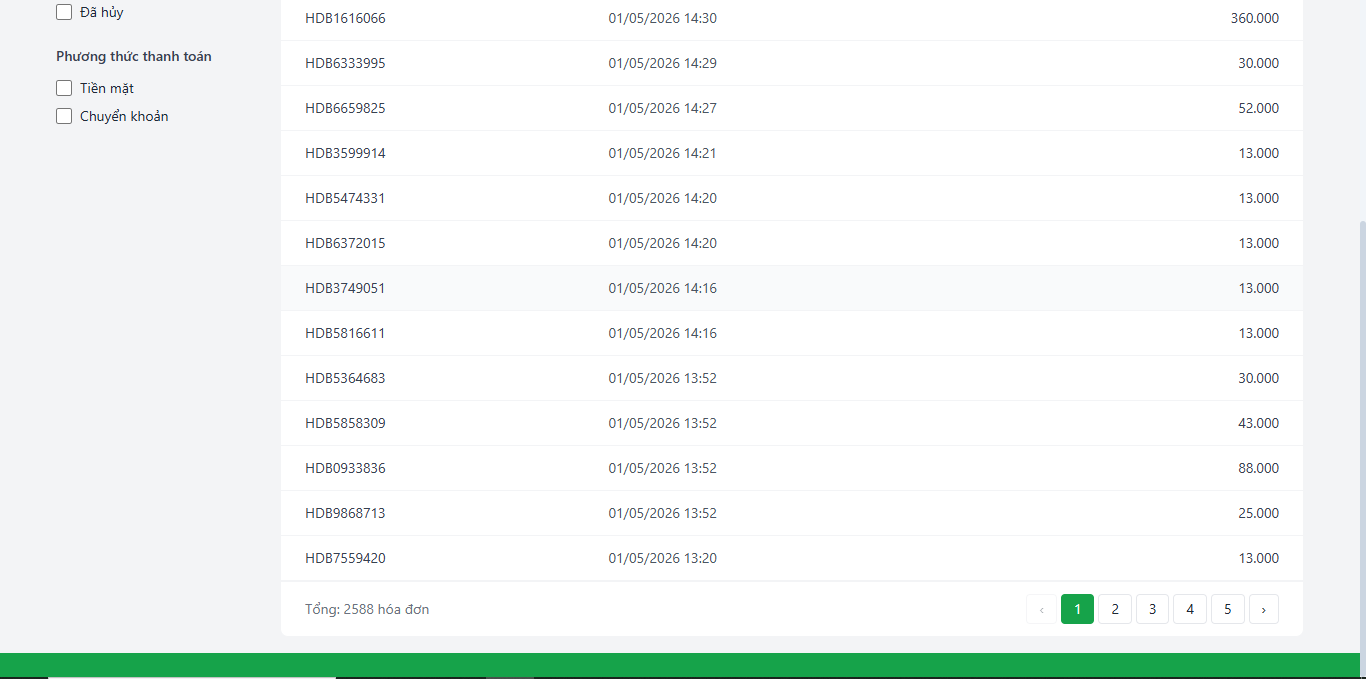 Đã hủy
Phương thức thanh toán
Tiền mặt
Chuyển khoản
HDB1616066 01/05/2026 14:30 360.000
HDB6333995 01/05/2026 14:29 30.000
HDB6659825 01/05/2026 14:27 52.000
HDB3599914 01/05/2026 14:21 13.000
HDB5474331 01/05/2026 14:20 13.000
HDB6372015 01/05/2026 14:20 13.000
HDB3749051 01/05/2026 14:16 13.000
HDB5816611 01/05/2026 14:16 13.000
HDB5364683 01/05/2026 13:52 30.000
HDB5858309 01/05/2026 13:52 43.000
HDB0933836 01/05/2026 13:52 88.000
HDB9868713 01/05/2026 13:52 25.000
HDB7559420 01/05/2026 13:20 13.000
Tổng: 2588 hóa đơn ‹ 1 2 3 4 5 ›